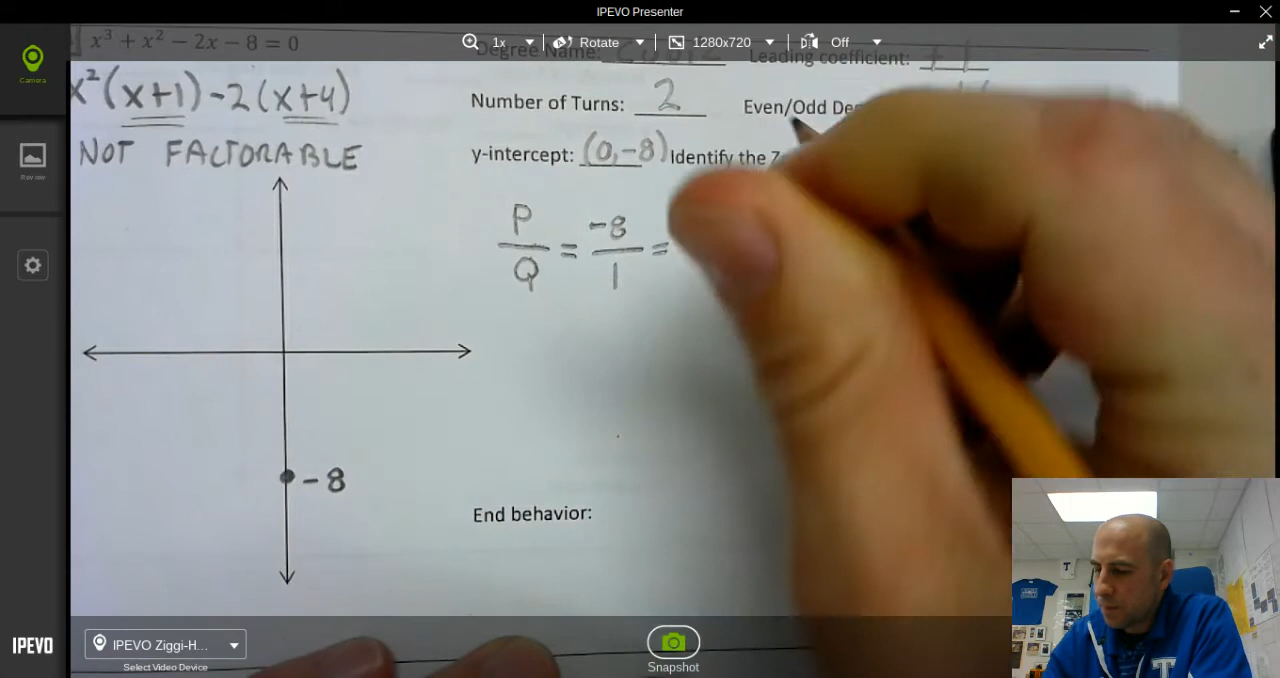 IPEVO Presenter
Camera
Review
1x
Rotate
1280x720
Off
x³ + x² − 2x − 8 = 0
x²(x+1) -2(x+4)
NOT FACTORABLE
Degree Name: CUBIC
Leading coefficient: +1
Number of Turns: 2
Even/Odd De
y-intercept: (0,-8)
Identify the Z
P/Q = -8/1 =
-8
End behavior:
IPEVO
IPEVO Ziggi-H...
Select Video Device
Snapshot
T